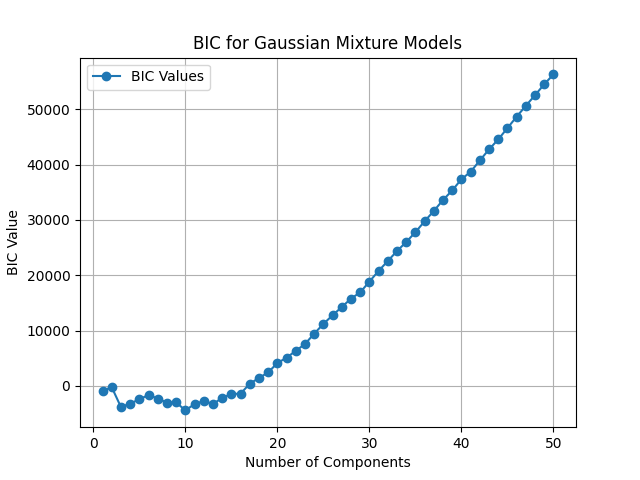 BIC for Gaussian Mixture Models
BIC Values
BIC Value
50000
40000
30000
20000
10000
0
0 10 20 30 40 50
Number of Components